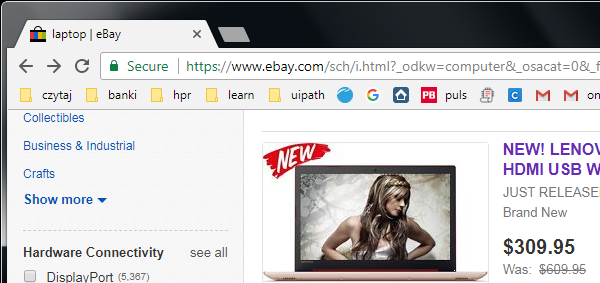 laptop | eBay
Secure https://www.ebay.com/sch/i.html?_odkw=computer&_osacat=0&_f
czytaj banki hpr learn uipath G PB puls C on
Collectibles
Business & Industrial
Crafts
Show more
Hardware Connectivity see all
DisplayPort (5,367)
NEW
NEW! LENOV
HDMI USB W
JUST RELEASE
Brand New
$309.95
Was: $609.95